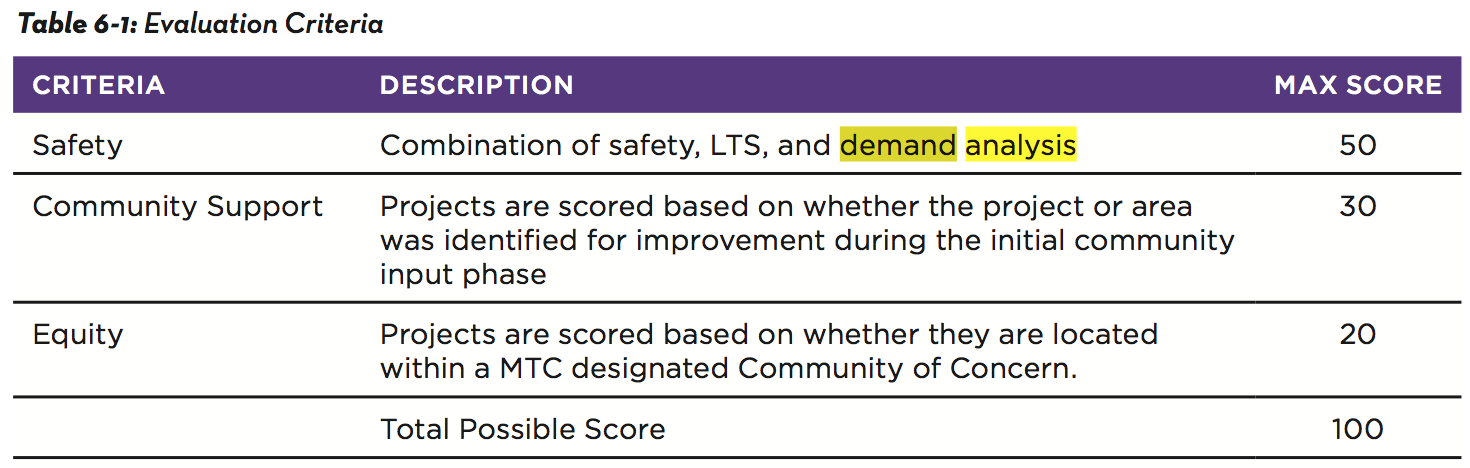 Table 6-1: Evaluation Criteria
CRITERIA DESCRIPTION MAX SCORE
Safety Combination of safety, LTS, and demand analysis 50
Community Support Projects are scored based on whether the project or area 30
was identified for improvement during the initial community
input phase
Equity Projects are scored based on whether they are located 20
within a MTC designated Community of Concern.
Total Possible Score 100